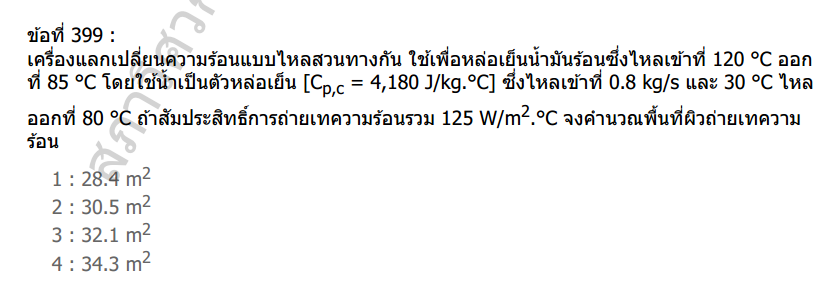 ข้อที่ 399 :
เครื่องแลกเปลี่ยนความร้อนแบบไหลสวนทางกัน ใช้เพื่อหล่อเย็นน้ำมันร้อนซึ่งไหลเข้าที่ 120 °C ออก
ที่ 85 °C โดยใช้น้ำเป็นตัวหล่อเย็น [Cp,c = 4,180 J/kg.°C] ซึ่งไหลเข้าที่ 0.8 kg/s และ 30 °C ไหล
ออกที่ 80 °C ถ้าสัมประสิทธิ์การถ่ายเทความร้อนรวม 125 W/m2.°C จงคำนวณพื้นที่ผิวถ่ายเทความ
ร้อน
1 : 28.4 m2
2 : 30.5 m2
3 : 32.1 m2
4 : 34.3 m2